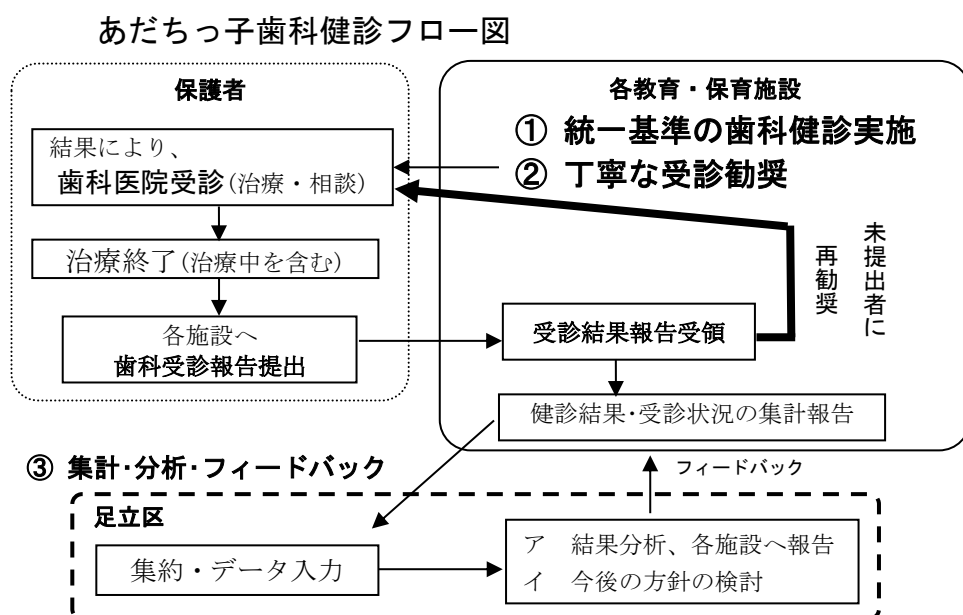 あだちっ子歯科健診フロー図
保護者
結果により、
歯科医院受診(治療・相談)
治療終了(治療中を含む)
各施設へ
歯科受診報告提出
各教育・保育施設
① 統一基準の歯科健診実施
② 丁寧な受診勧奨
未提出者に
再勧奨
受診結果報告受領
健診結果・受診状況の集計報告
③ 集計・分析・フィードバック
フィードバック
足立区
集約・データ入力
ア 結果分析、各施設へ報告
イ 今後の方針の検討